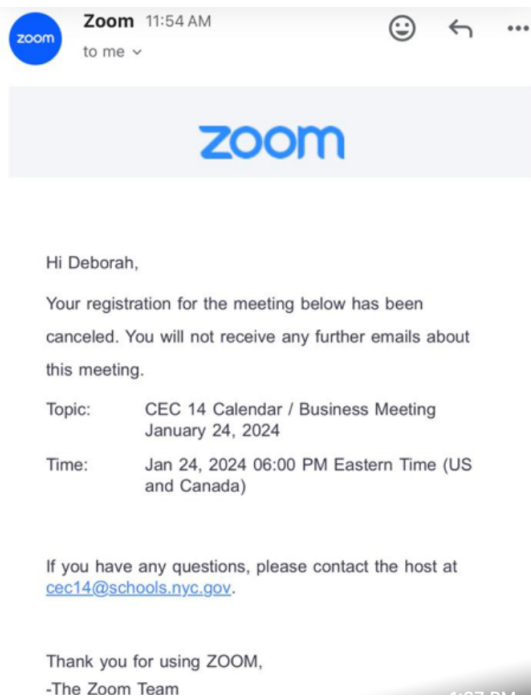 Zoom 11:54 AM
zoom
to me
zoom
Hi Deborah,
Your registration for the meeting below has been
canceled. You will not receive any further emails about
this meeting.
Topic: CEC 14 Calendar / Business Meeting
January 24, 2024
Time: Jan 24, 2024 06:00 PM Eastern Time (US
and Canada)
If you have any questions, please contact the host at
cec14@schools.nyc.gov.
Thank you for using ZOOM,
-The Zoom Team